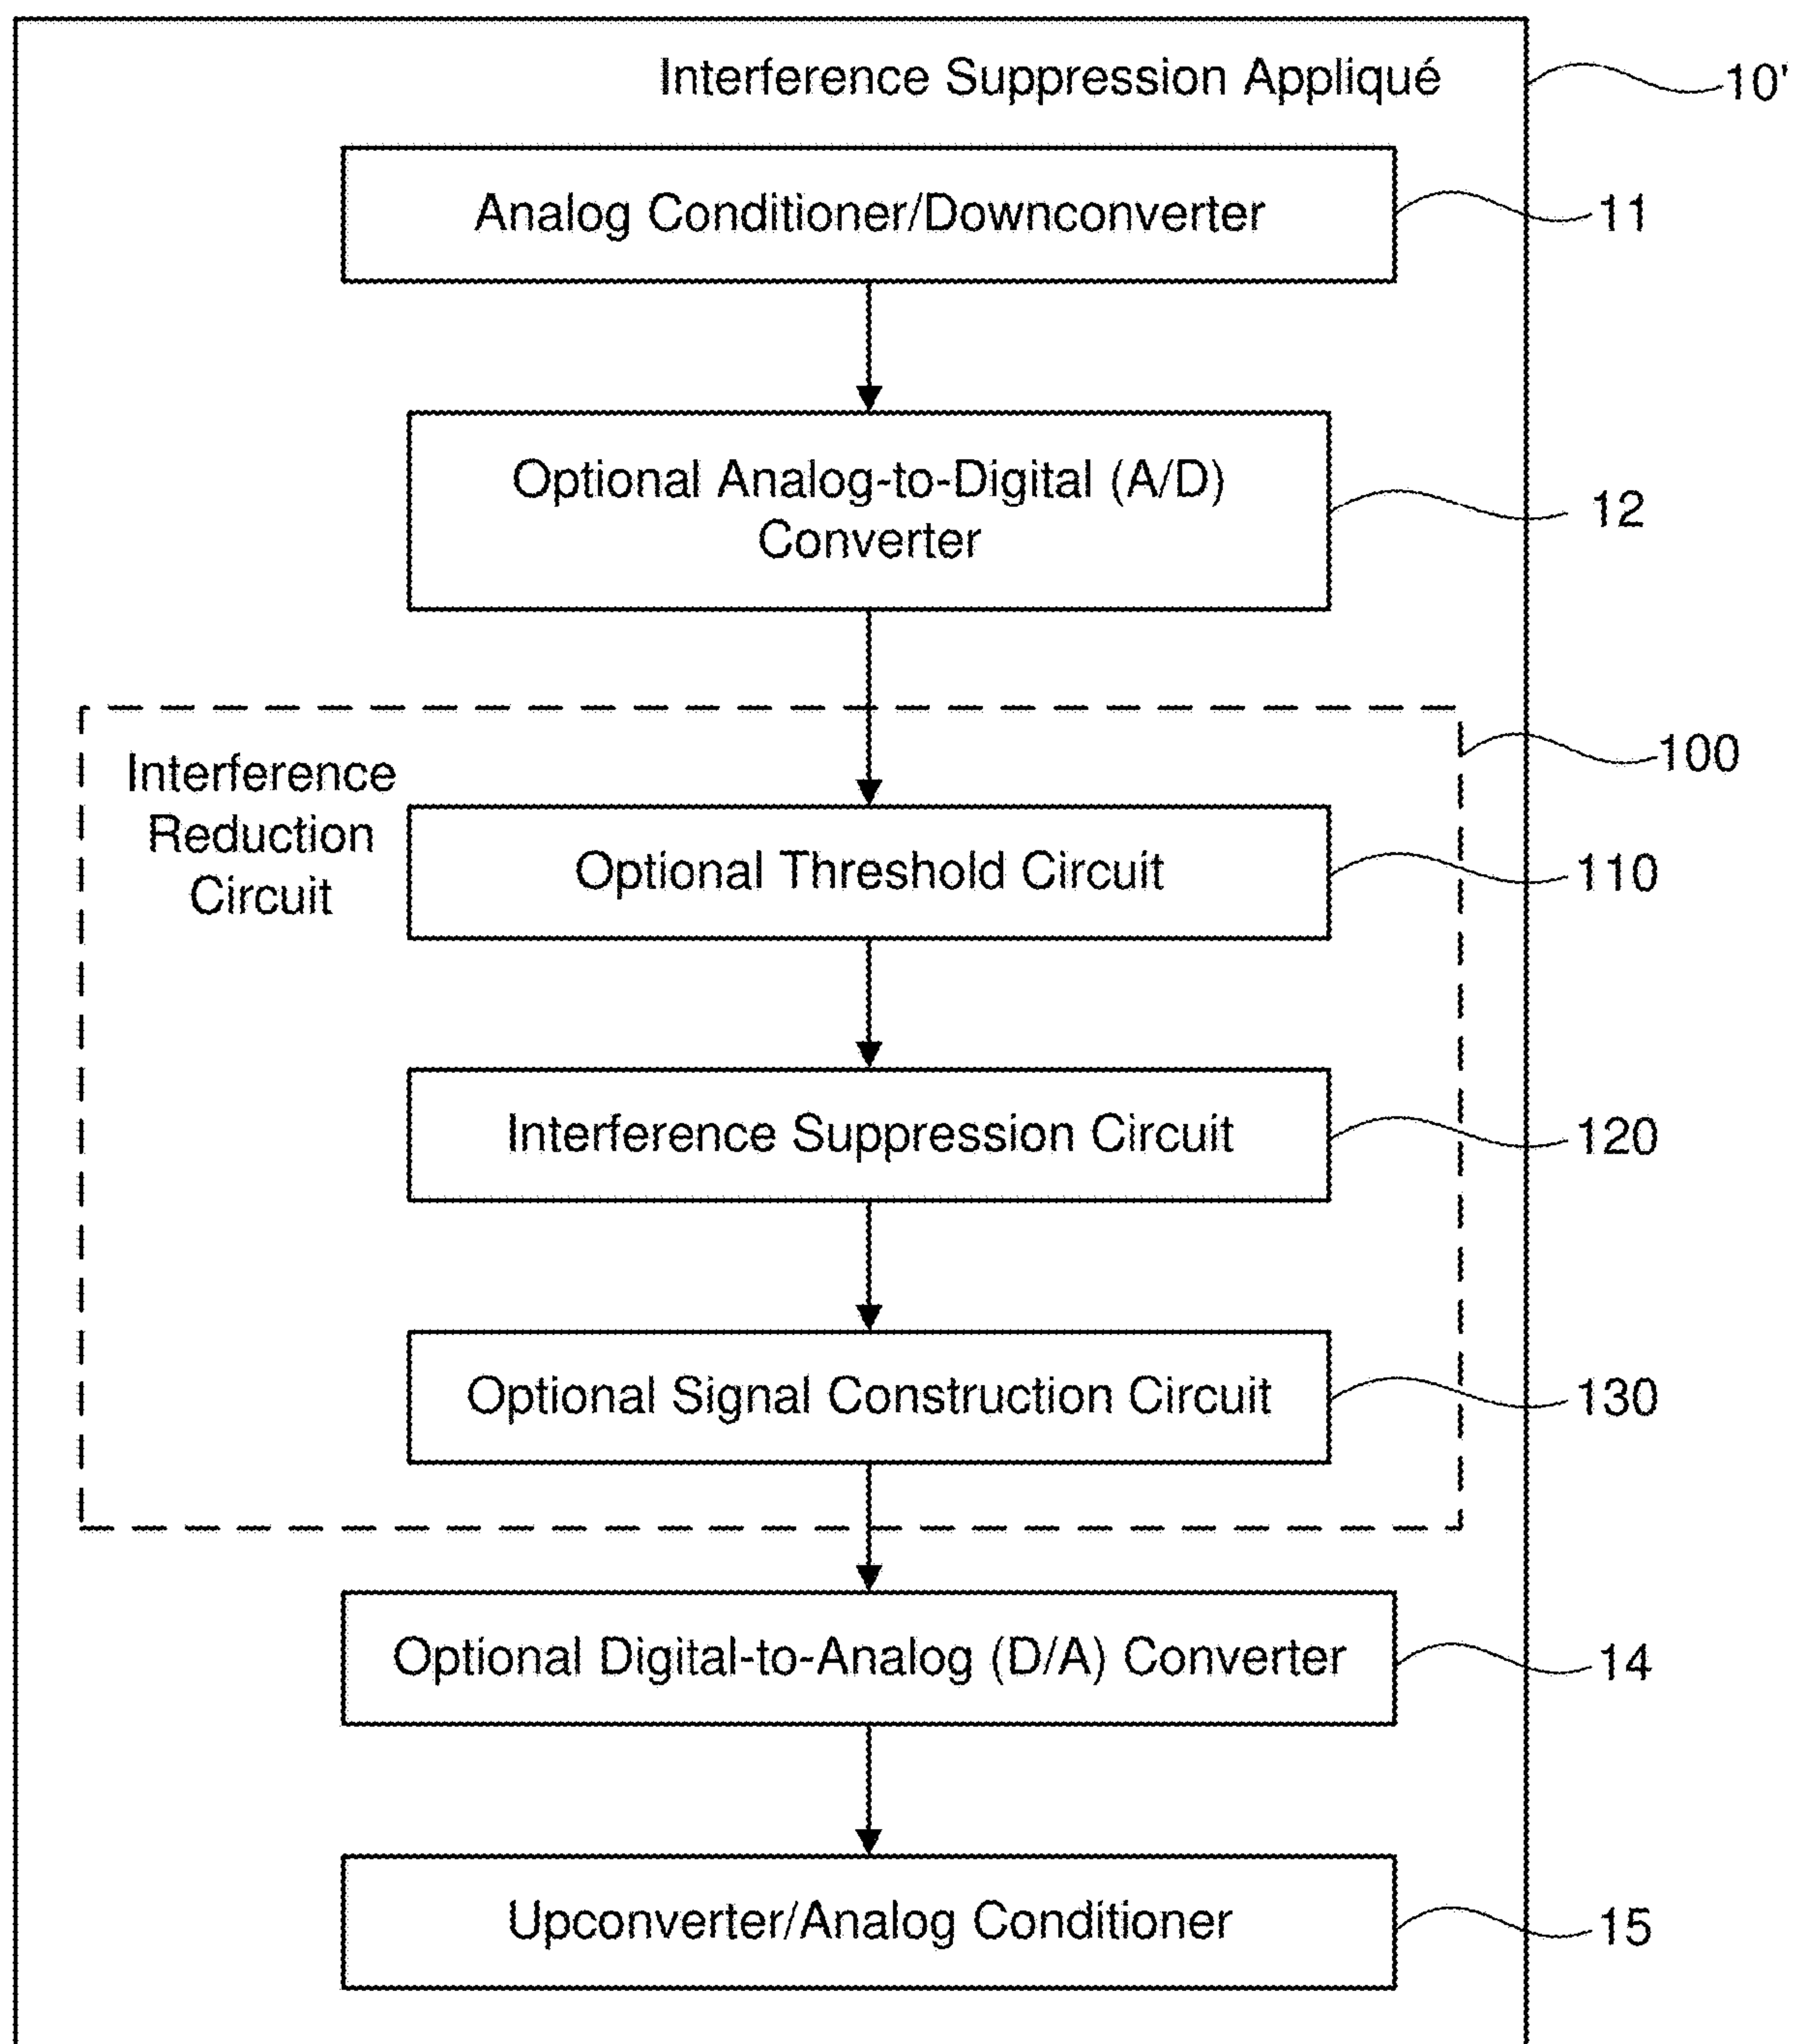 Interference Suppression Appliqué
10'
Analog Conditioner/Downconverter
11
Optional Analog-to-Digital (A/D)
Converter
12
Interference
Reduction
Circuit
100
Optional Threshold Circuit
110
Interference Suppression Circuit
120
Optional Signal Construction Circuit
130
Optional Digital-to-Analog (D/A) Converter
14
Upconverter/Analog Conditioner
15